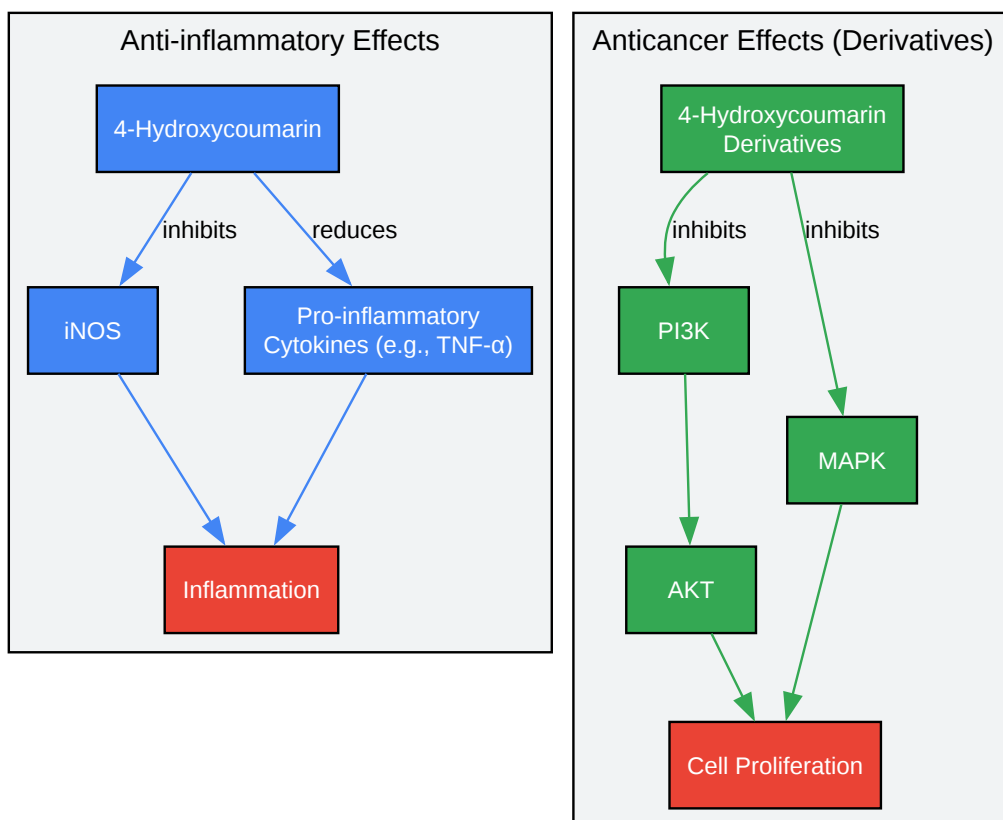 Anti-inflammatory Effects
4-Hydroxycoumarin
inhibits
reduces
iNOS
Pro-inflammatory
Cytokines (e.g., TNF-α)
Inflammation
Anticancer Effects (Derivatives)
4-Hydroxycoumarin
Derivatives
inhibits
inhibits
PI3K
MAPK
AKT
Cell Proliferation